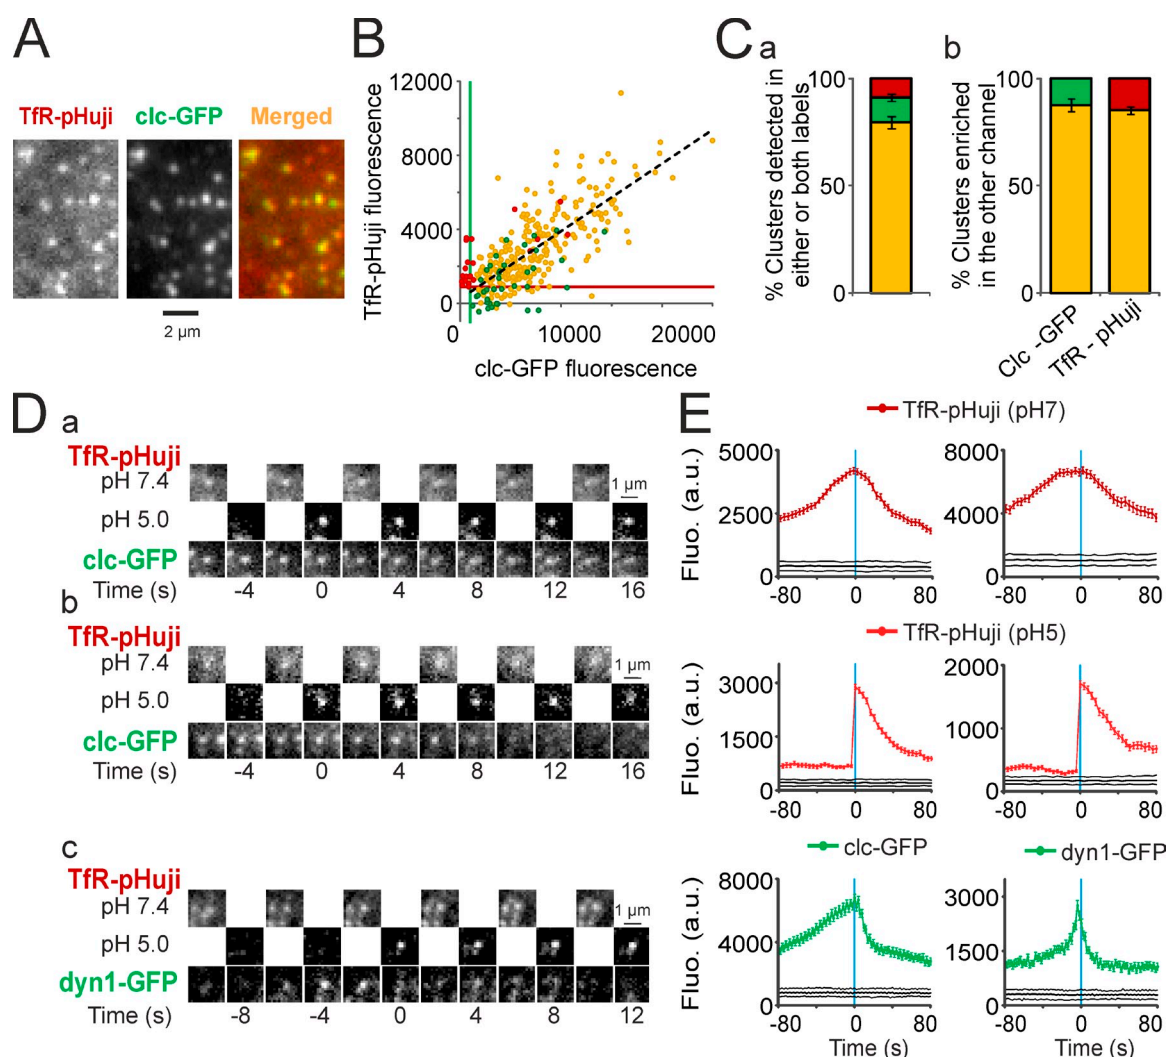 A
TfR-pHuji clc-GFP Merged
2 µm
B
TfR-pHuji fluorescence
12000
8000
4000
0
0 10000 20000
clc-GFP fluorescence
C
a
% Clusters detected in
either or both labels
100
50
0
b
% Clusters enriched
in the other channel
100
50
0
Clc -GFP
TfR - pHuji
D
a
TfR-pHuji
pH 7.4
1 µm
pH 5.0
clc-GFP
Time (s) -4 0 4 8 12 16
b
TfR-pHuji
pH 7.4
1 µm
pH 5.0
clc-GFP
Time (s) -4 0 4 8 12 16
c
TfR-pHuji
pH 7.4
1 µm
pH 5.0
dyn1-GFP
Time (s) -8 -4 0 4 8 12
E
TfR-pHuji (pH7)
Fluo. (a.u.)
5000
2500
0
-80 0 80
8000
4000
0
-80 0 80
TfR-pHuji (pH5)
Fluo. (a.u.)
3000
1500
0
-80 0 80
2000
1000
0
-80 0 80
clc-GFP
Fluo. (a.u.)
8000
4000
0
-80 0 80
Time (s)
dyn1-GFP
3000
1500
0
-80 0 80
Time (s)